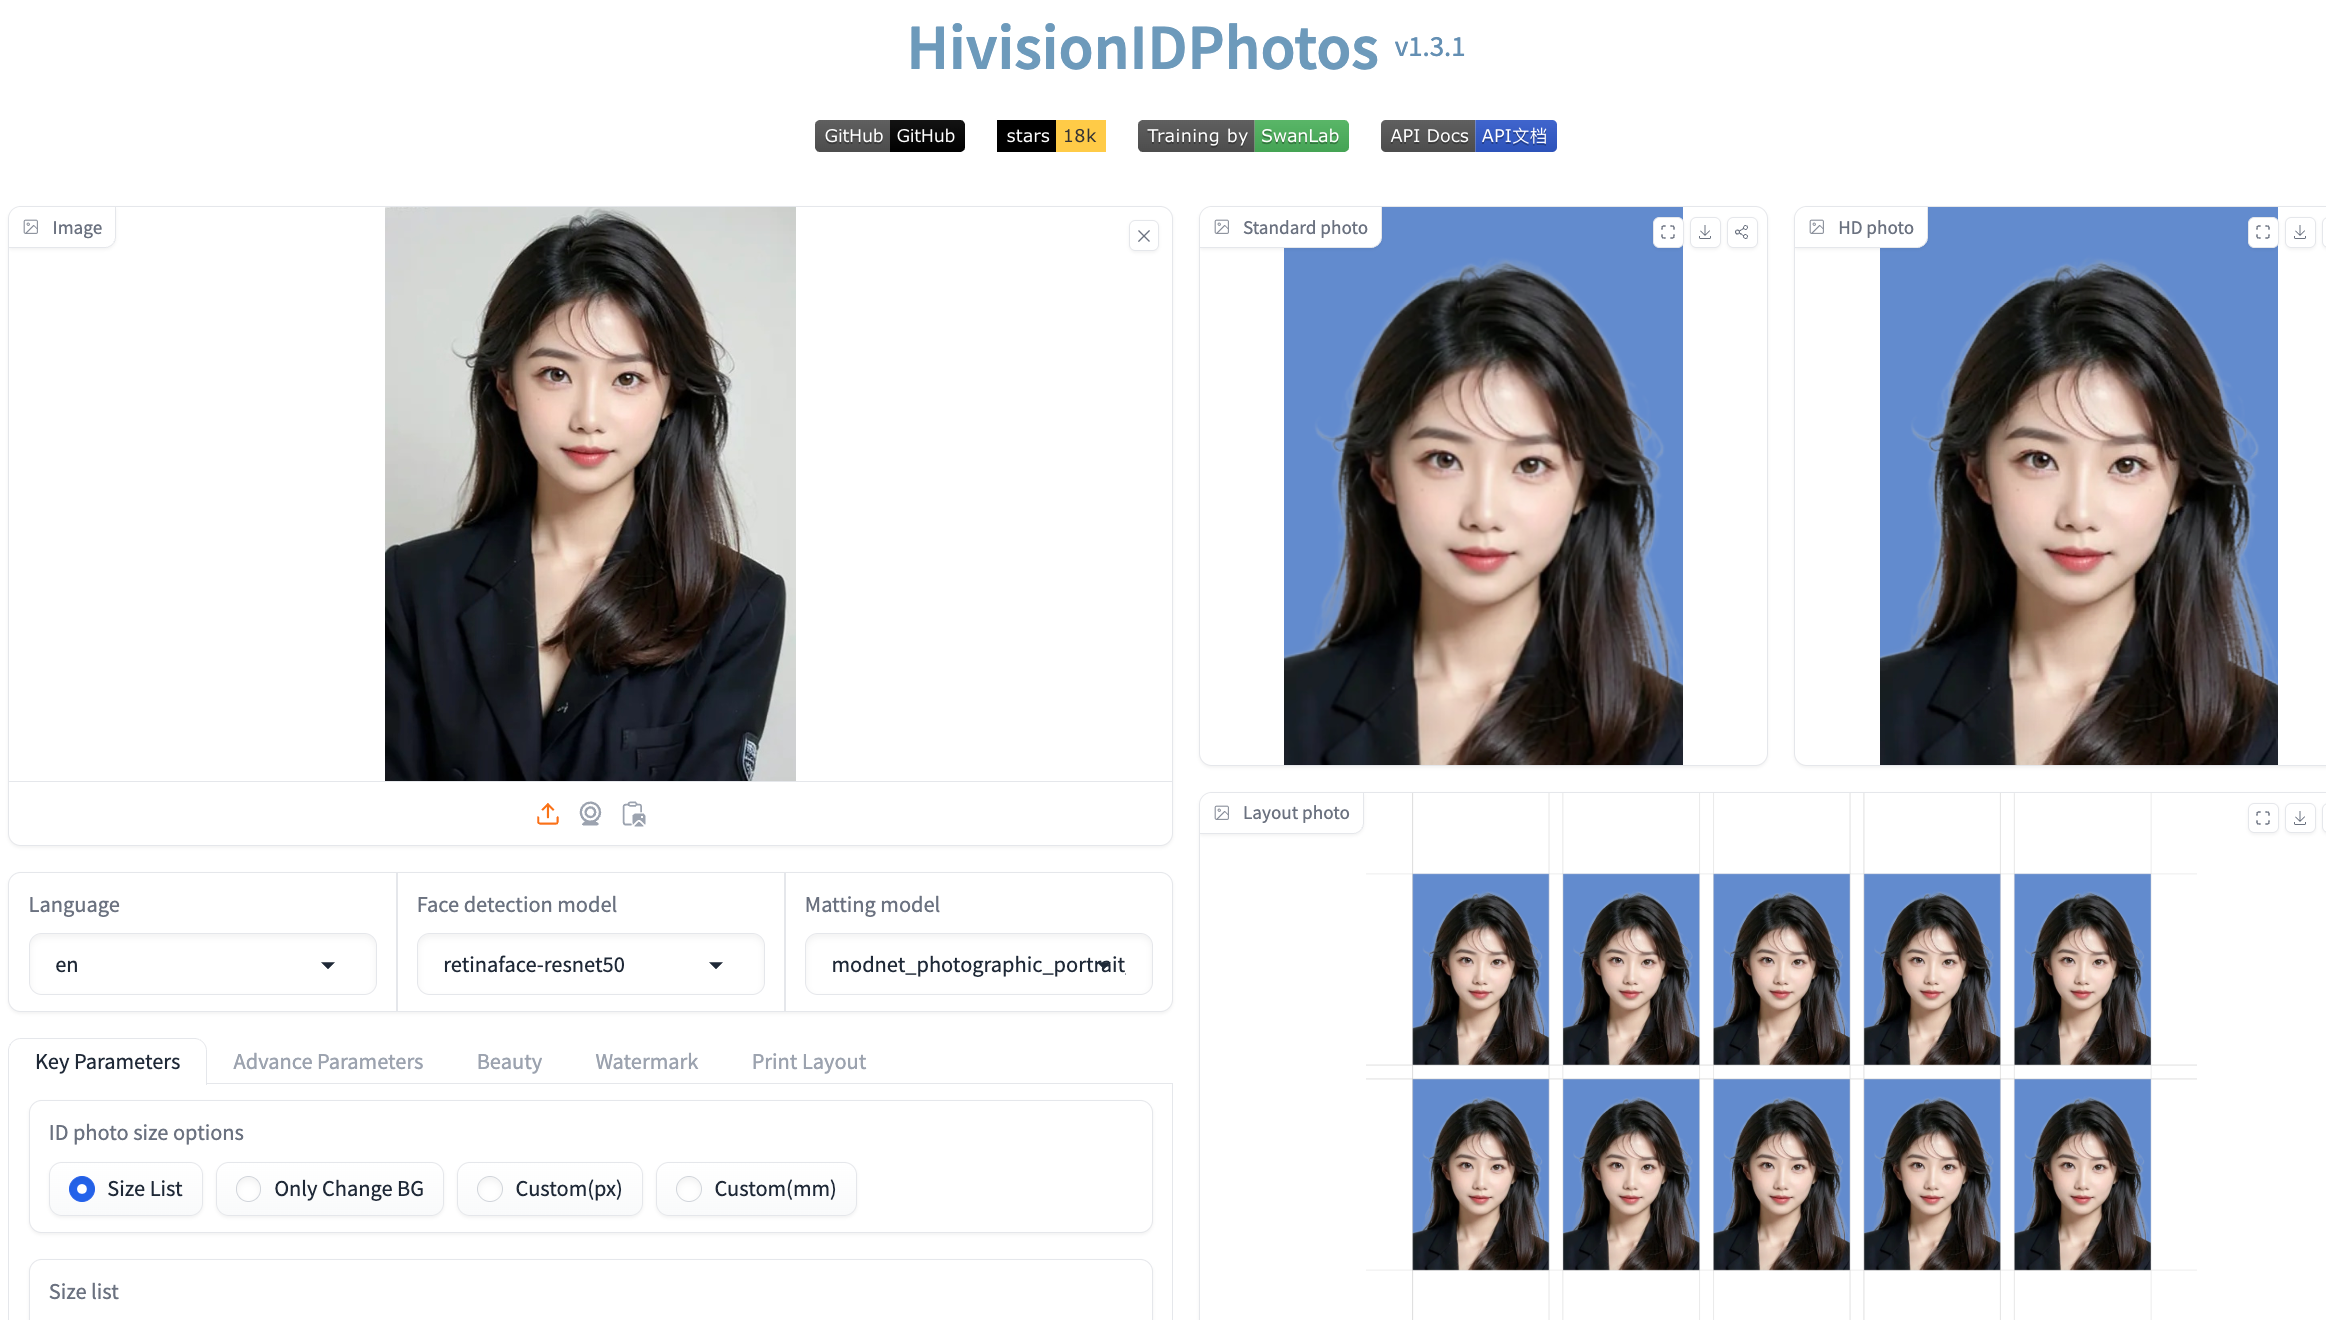 HivisionIDPhotos v1.3.1
GitHub GitHub
stars 18k
Training by SwanLab
API Docs API文档
Image
Standard photo
HD photo
Layout photo
Language
en
Face detection model
retinaface-resnet50
Matting model
modnet_photographic_portrait
Key Parameters
Advance Parameters
Beauty
Watermark
Print Layout
ID photo size options
Size List
Only Change BG
Custom(px)
Custom(mm)
Size list